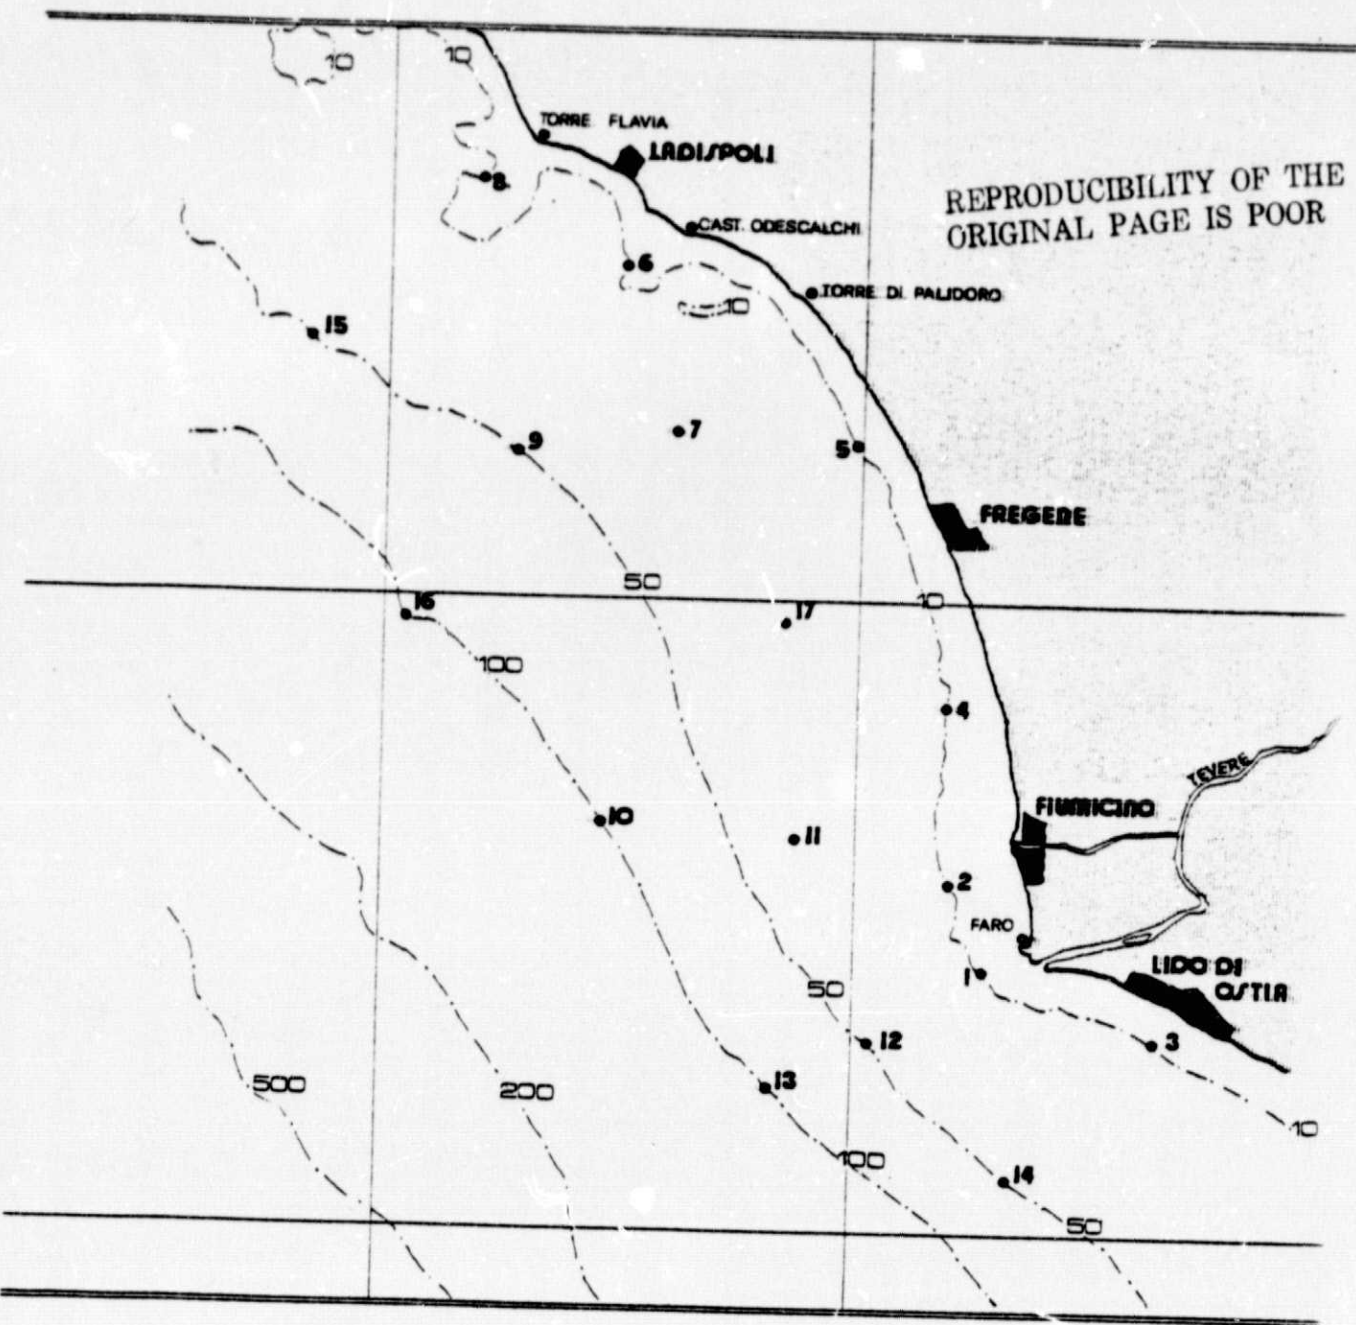 10
10
TORRE FLAVIA
LADISPOLI
8
REPRODUCIBILITY OF THE
ORIGINAL PAGE IS POOR
CAST. ODESCALCHI
6
TORRE DI PALIDORO
10
15
7
9
5
FREGENE
50
10
16
17
100
4
TEVERE
FIUMICINO
10
11
2
FARO
1
LIDO DI
OSTIA
50
12
3
13
500
200
10
100
14
50